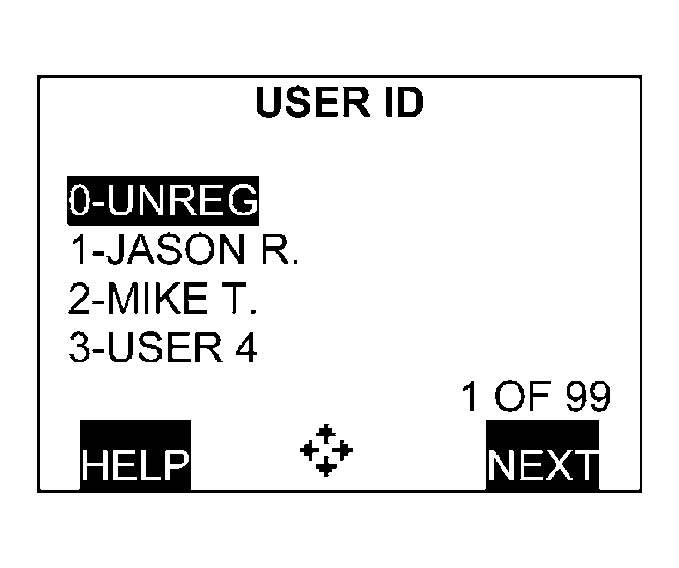 USER ID
0-UNREG
1-JASON R.
2-MIKE T.
3-USER 4
1 OF 99
HELP NEXT